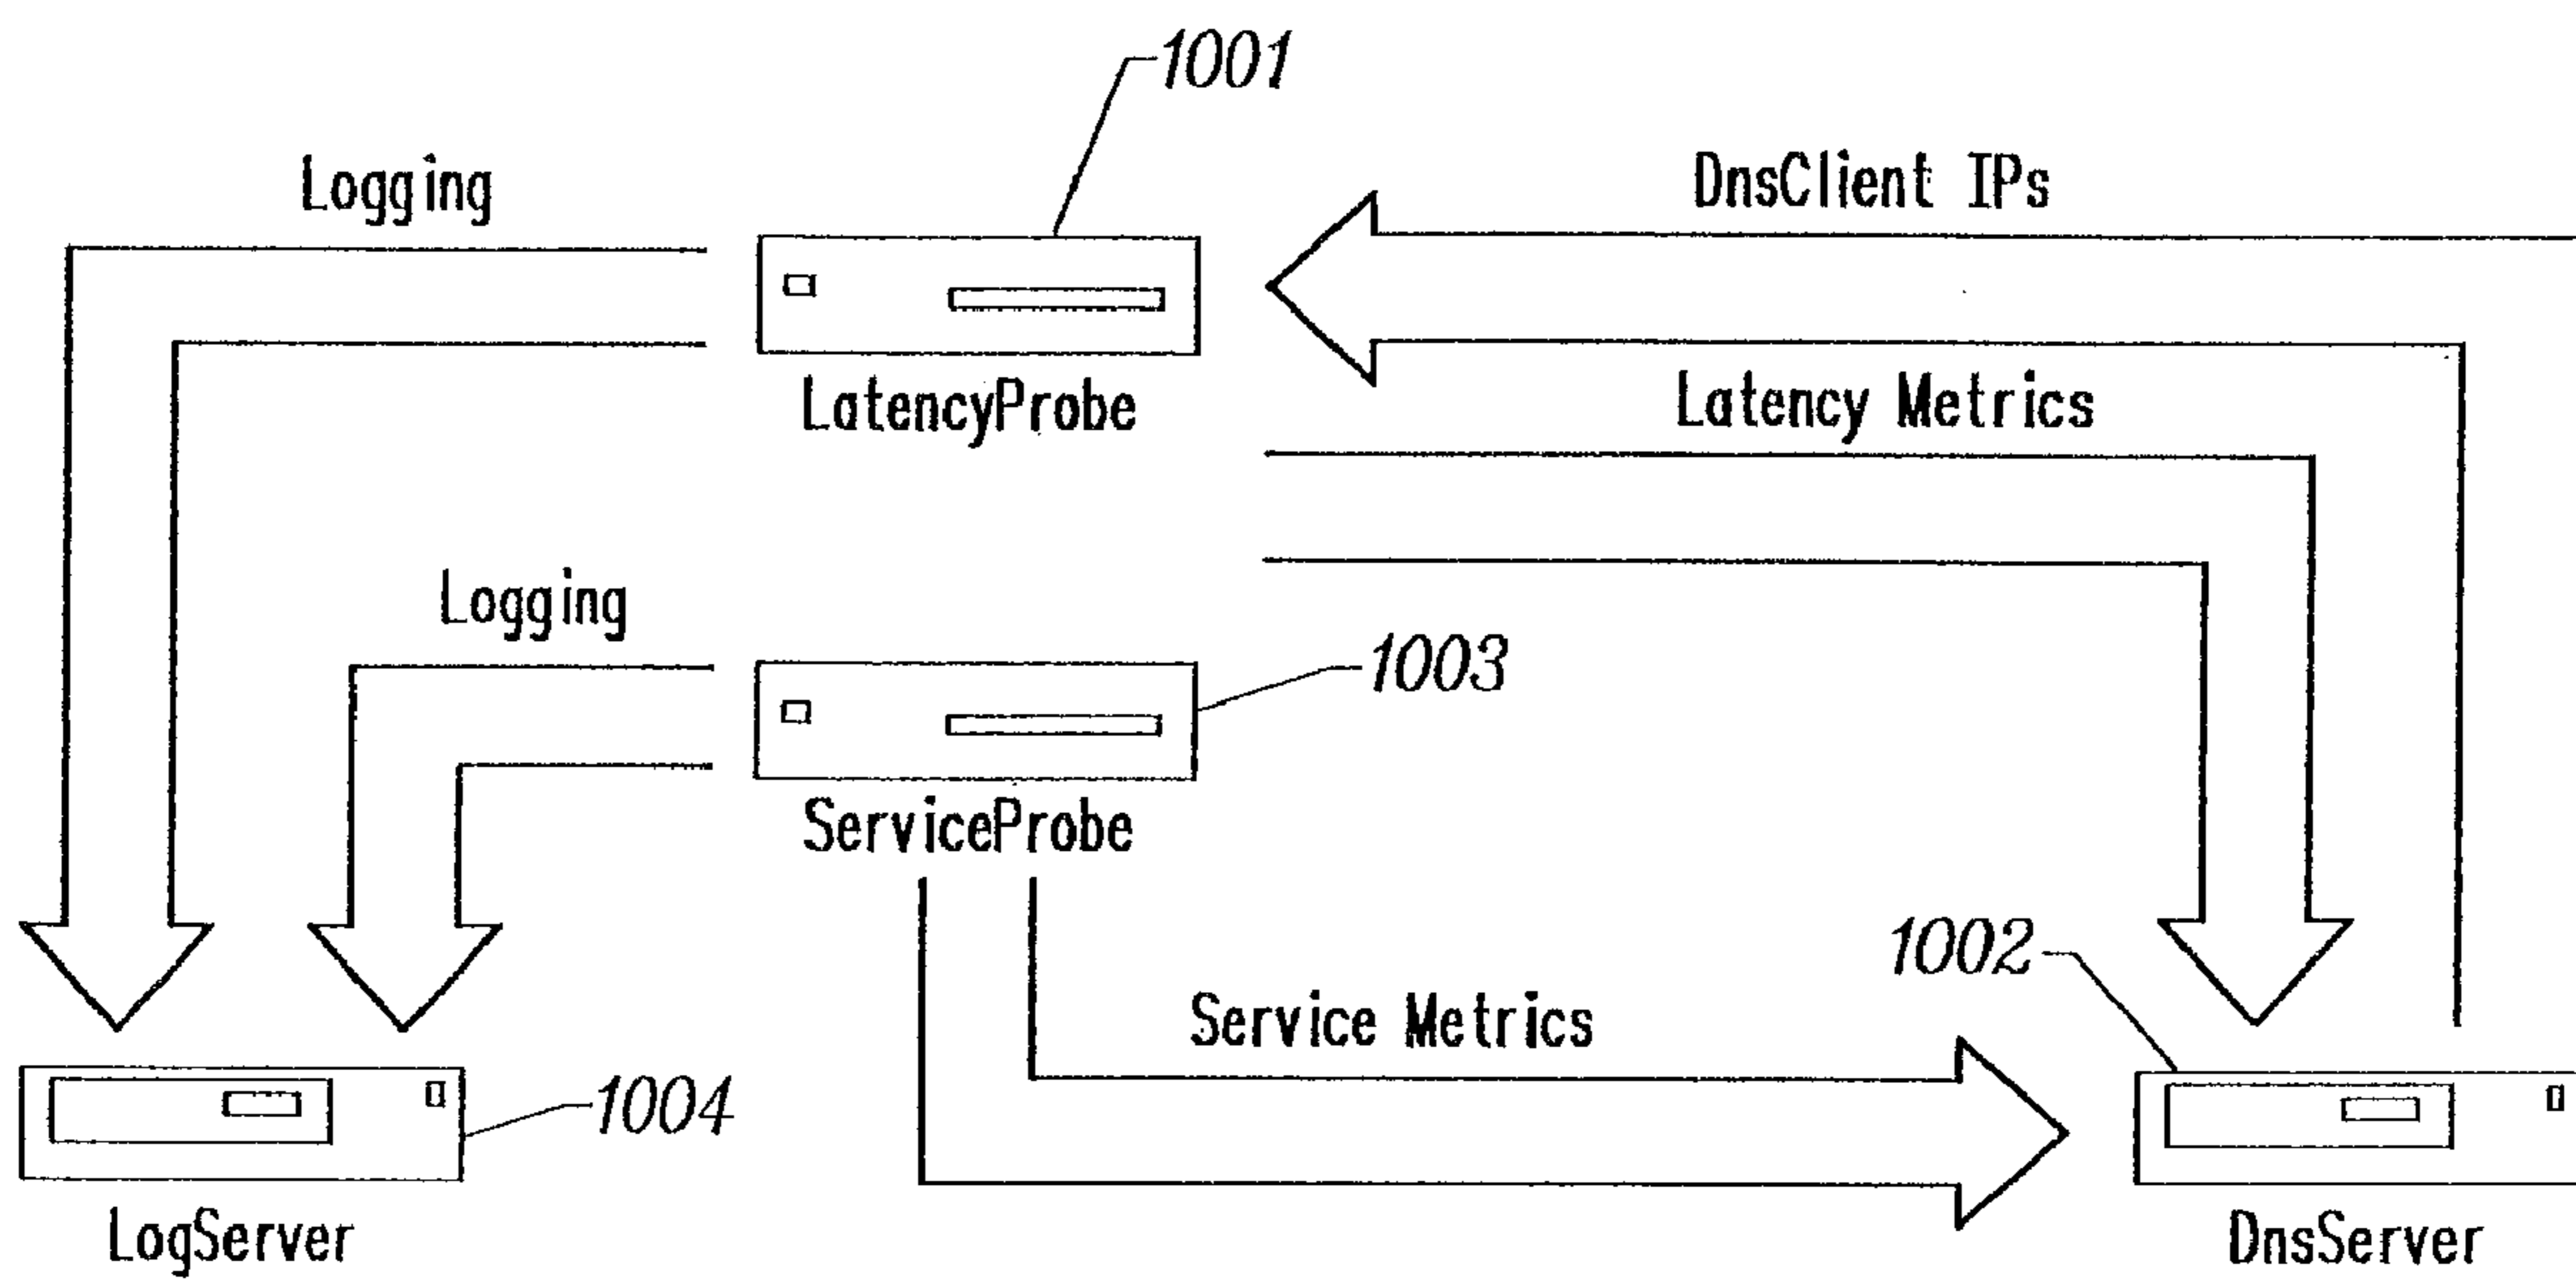 1001
Logging
DnsClient IPs
LatencyProbe
Latency Metrics
Logging
1003
ServiceProbe
1002
Service Metrics
1004
LogServer
DnsServer